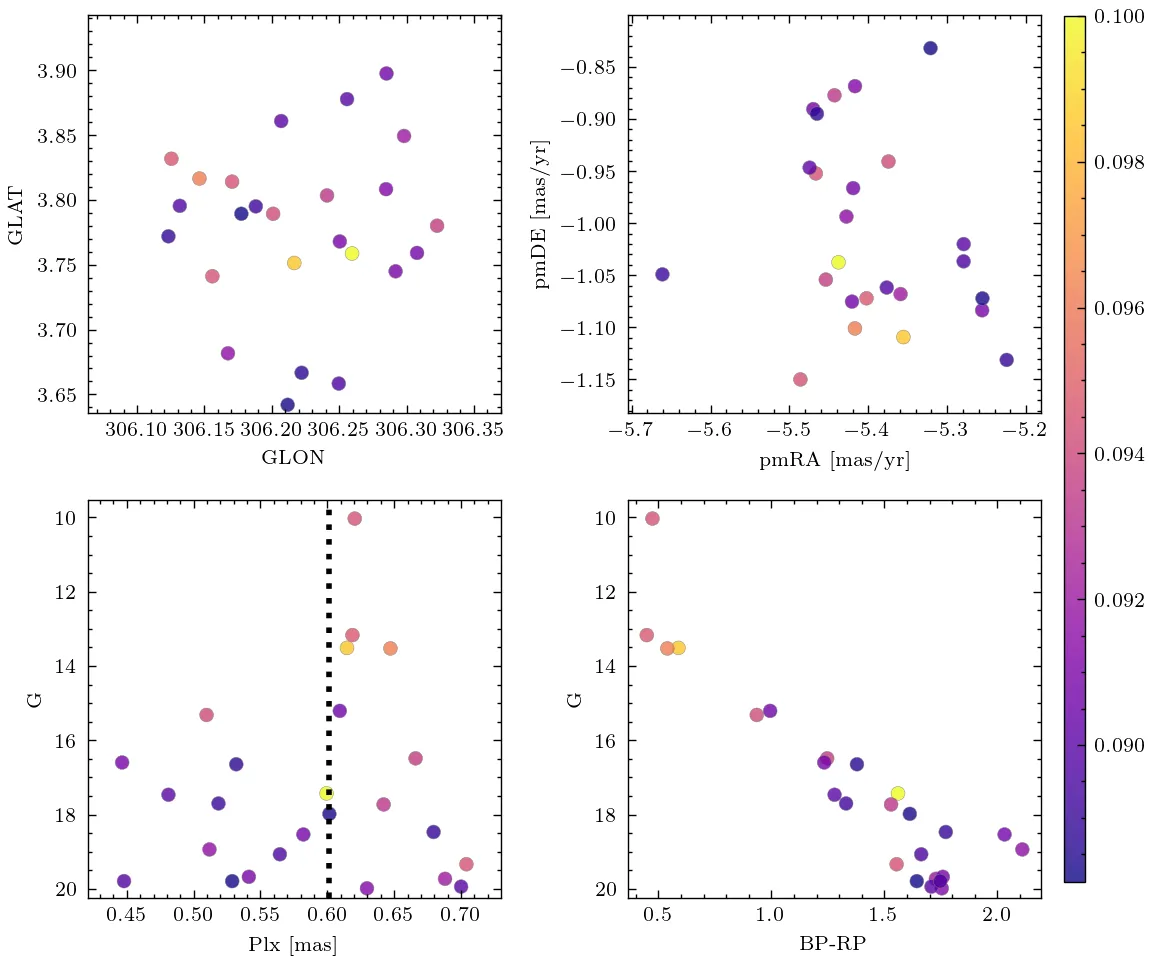 3.90
3.85
3.80
3.75
3.70
3.65
GLAT
306.10 306.15 306.20 306.25 306.30 306.35
GLON
−0.85
−0.90
−0.95
−1.00
−1.05
−1.10
−1.15
pmDE [mas/yr]
−5.7 −5.6 −5.5 −5.4 −5.3 −5.2
pmRA [mas/yr]
10
12
14
16
18
20
G
0.45 0.50 0.55 0.60 0.65 0.70
Plx [mas]
10
12
14
16
18
20
G
0.5 1.0 1.5 2.0
BP-RP
0.100
0.098
0.096
0.094
0.092
0.090